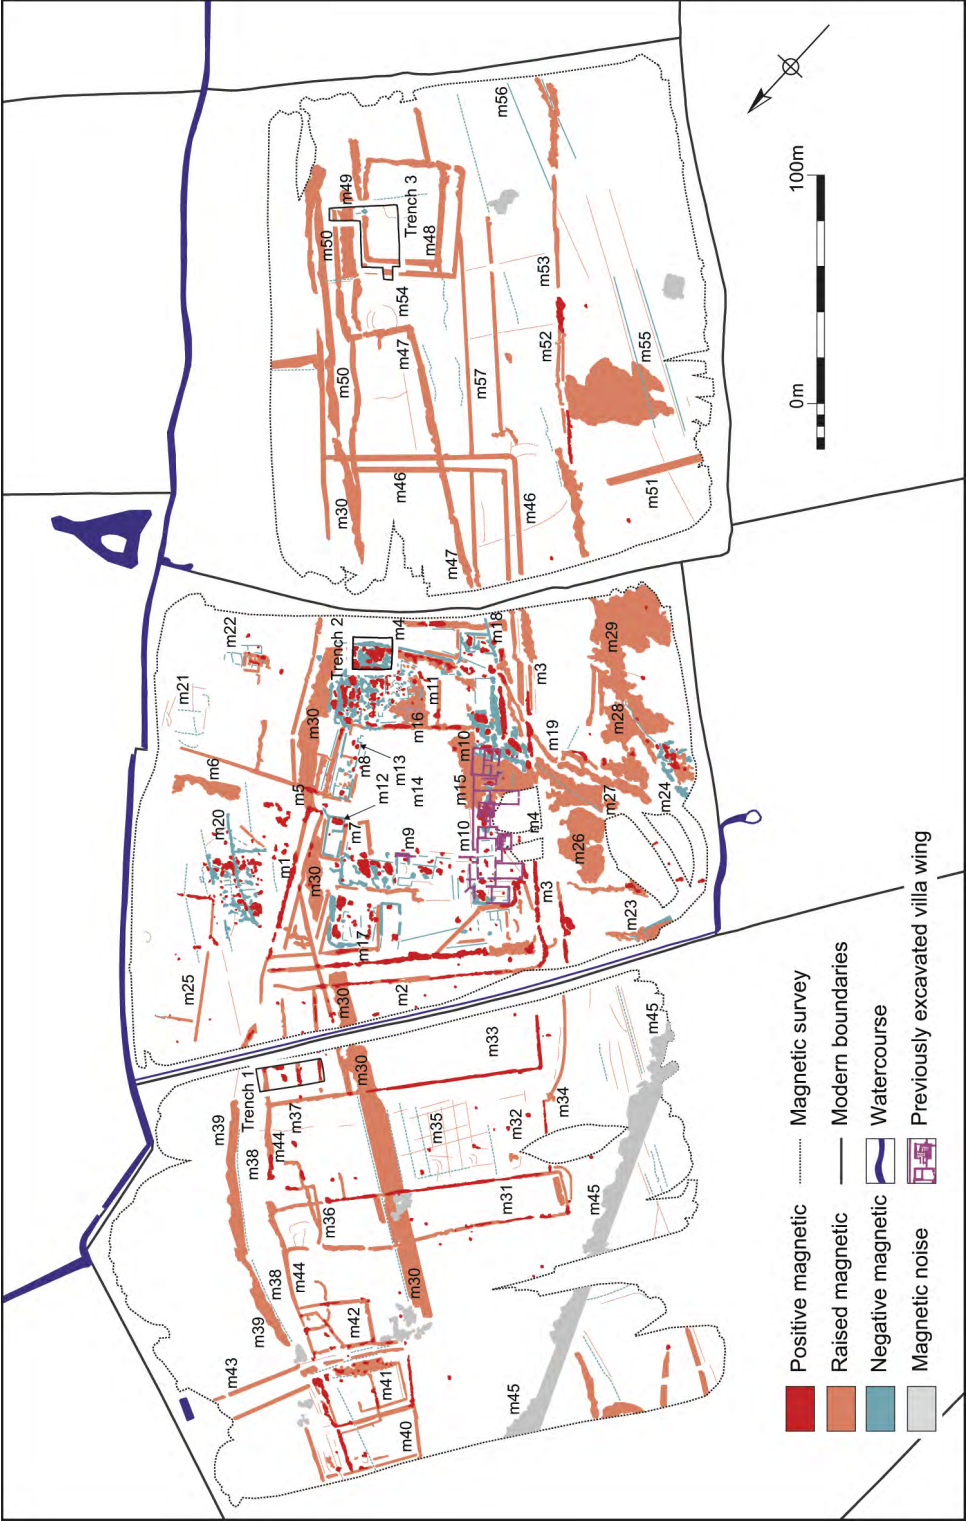 m43
m39
m38
m44
m39
m38
m44
m37
Trench 1
m36
m42
m41
m40
m30
m30
m35
m31
m32
m33
m34
m45
m45
m45
m25
m20
m6
m21
m22
m1
m5
m30
m30
m30
Trench 2
m17
m7
m12
m8
m13
m14
m9
m2
m16
m11
m4
m10
m15
m10
m18
m3
m4
m19
m3
m23
m26
m27
m24
m28
m29
m30
m50
m50
m49
m46
m47
m54
Trench 3
m48
m47
m57
m46
m56
m52
m53
m51
m55
0m
100m
Positive magnetic
Raised magnetic
Negative magnetic
Magnetic noise
Magnetic survey
Modern boundaries
Watercourse
Previously excavated villa wing